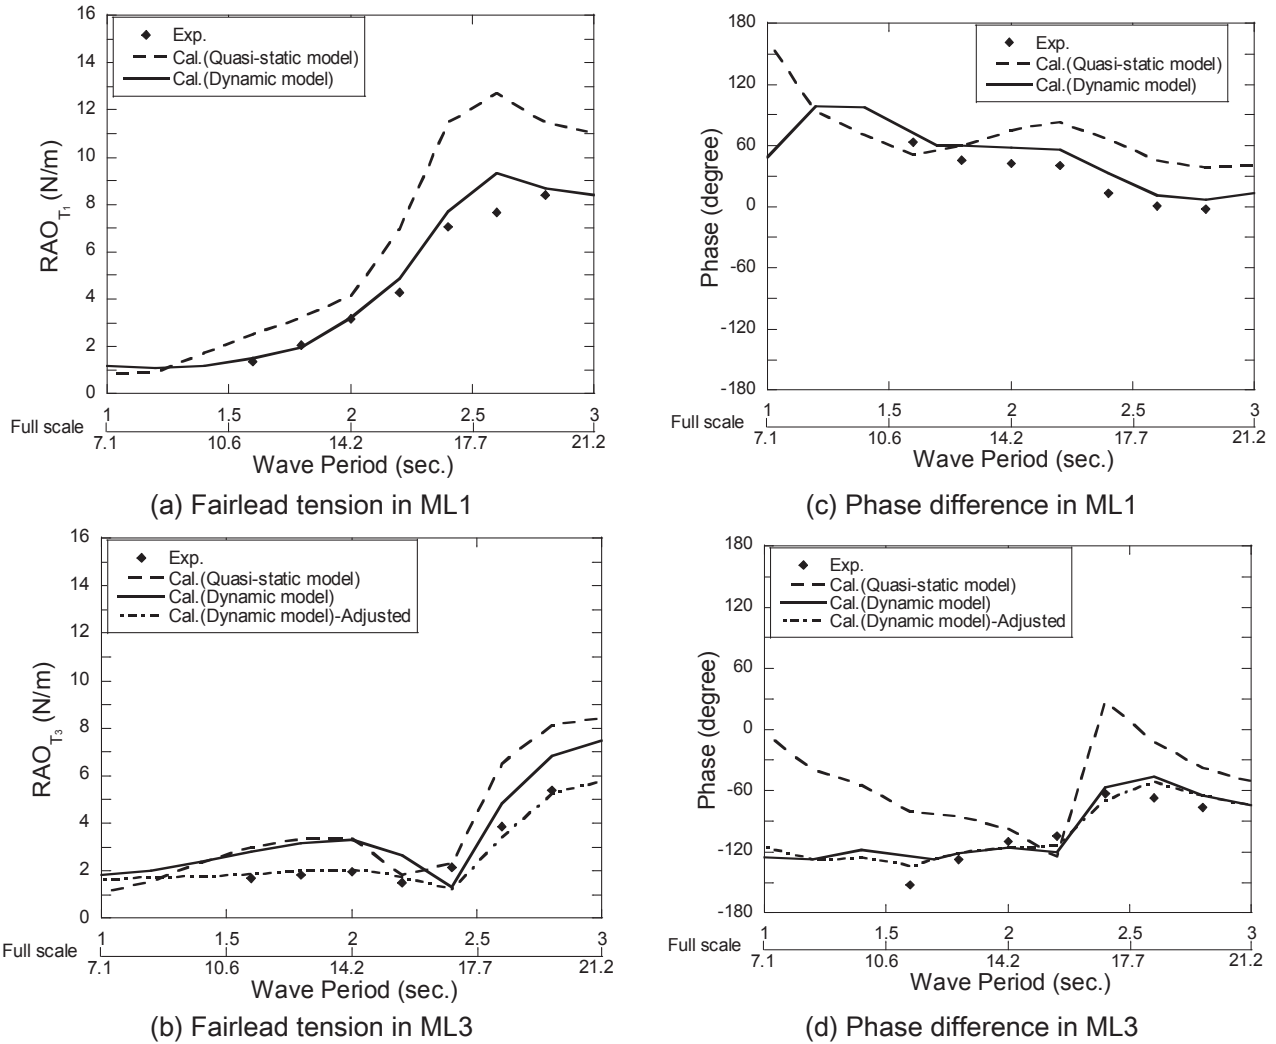 16
14
12
10
8
6
4
2
0
RAO_T1 (N/m)
Exp.
Cal.(Quasi-static model)
Cal.(Dynamic model)
1 1.5 2 2.5 3
Full scale
7.1 10.6 14.2 17.7 21.2
Wave Period (sec.)
(a) Fairlead tension in ML1
180
120
60
0
-60
-120
-180
Phase (degree)
Exp.
Cal.(Quasi-static model)
Cal.(Dynamic model)
1 1.5 2 2.5 3
Full scale
7.1 10.6 14.2 17.7 21.2
Wave Period (sec.)
(c) Phase difference in ML1
16
14
12
10
8
6
4
2
0
RAO_T3 (N/m)
Exp.
Cal.(Quasi-static model)
Cal.(Dynamic model)
Cal.(Dynamic model)-Adjusted
1 1.5 2 2.5 3
Full scale
7.1 10.6 14.2 17.7 21.2
Wave Period (sec.)
(b) Fairlead tension in ML3
180
120
60
0
-60
-120
-180
Phase (degree)
Exp.
Cal.(Quasi-static model)
Cal.(Dynamic model)
Cal.(Dynamic model)-Adjusted
1 1.5 2 2.5 3
Full scale
7.1 10.6 14.2 17.7 21.2
Wave Period (sec.)
(d) Phase difference in ML3